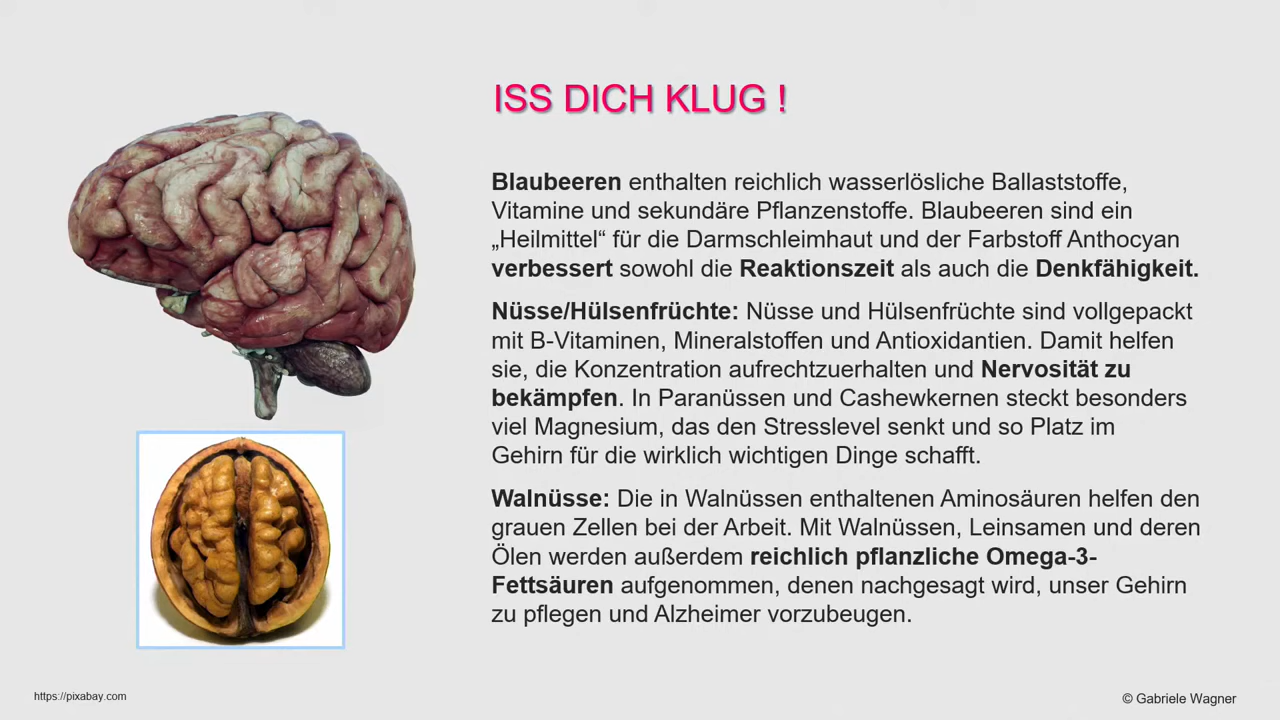 ISS DICH KLUG !
Blaubeeren enthalten reichlich wasserlösliche Ballaststoffe,
Vitamine und sekundäre Pflanzenstoffe. Blaubeeren sind ein
„Heilmittel“ für die Darmschleimhaut und der Farbstoff Anthocyan
verbessert sowohl die Reaktionszeit als auch die Denkfähigkeit.
Nüsse/Hülsenfrüchte: Nüsse und Hülsenfrüchte sind vollgepackt
mit B-Vitaminen, Mineralstoffen und Antioxidantien. Damit helfen
sie, die Konzentration aufrechtzuerhalten und Nervosität zu
bekämpfen. In Paranüssen und Cashewkernen steckt besonders
viel Magnesium, das den Stresslevel senkt und so Platz im
Gehirn für die wirklich wichtigen Dinge schafft.
Walnüsse: Die in Walnüssen enthaltenen Aminosäuren helfen den
grauen Zellen bei der Arbeit. Mit Walnüssen, Leinsamen und deren
Ölen werden außerdem reichlich pflanzliche Omega-3-
Fettsäuren aufgenommen, denen nachgesagt wird, unser Gehirn
zu pflegen und Alzheimer vorzubeugen.
https://pixabay.com
© Gabriele Wagner